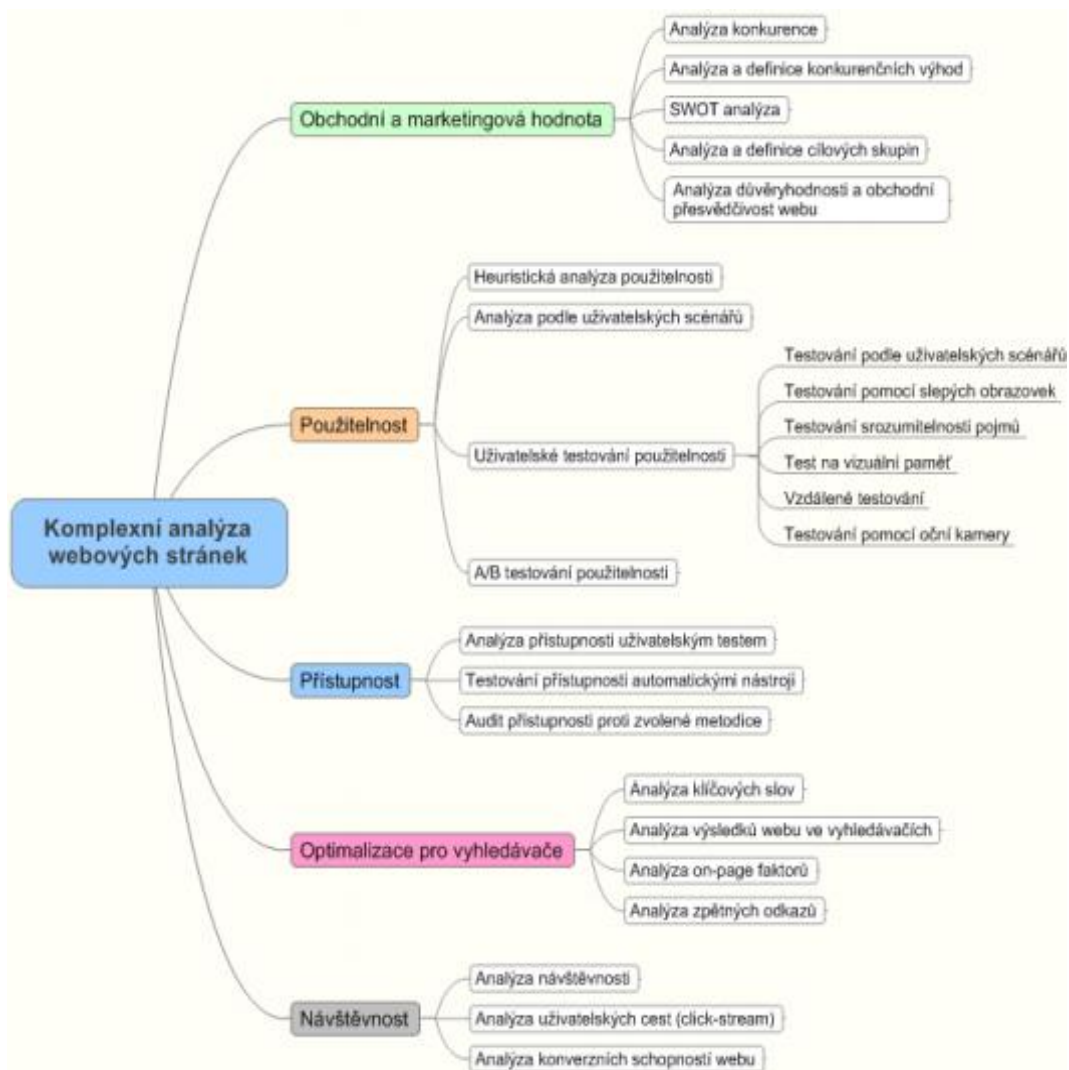 Komplexní analýza
webových stránek
Obchodní a marketingová hodnota
Analýza konkurence
Analýza a definice konkurenčních výhod
SWOT analýza
Analýza a definice cílových skupin
Analýza důvěryhodnosti a obchodní
přesvědčivost webu
Použitelnost
Heuristická analýza použitelnosti
Analýza podle uživatelských scénářů
Uživatelské testování použitelnosti
Testování podle uživatelských scénářů
Testování pomocí slepých obrazovek
Testování srozumitelnosti pojmů
Test na vizuální paměť
Vzdálené testování
Testování pomocí oční kamery
A/B testování použitelnosti
Přístupnost
Analýza přístupnosti uživatelským testem
Testování přístupnosti automatickými nástroji
Audit přístupnosti proti zvolené metodice
Optimalizace pro vyhledávače
Analýza klíčových slov
Analýza výsledků webu ve vyhledávačích
Analýza on-page faktorů
Analýza zpětných odkazů
Návštěvnost
Analýza návštěvnosti
Analýza uživatelských cest (click-stream)
Analýza konverzních schopností webu